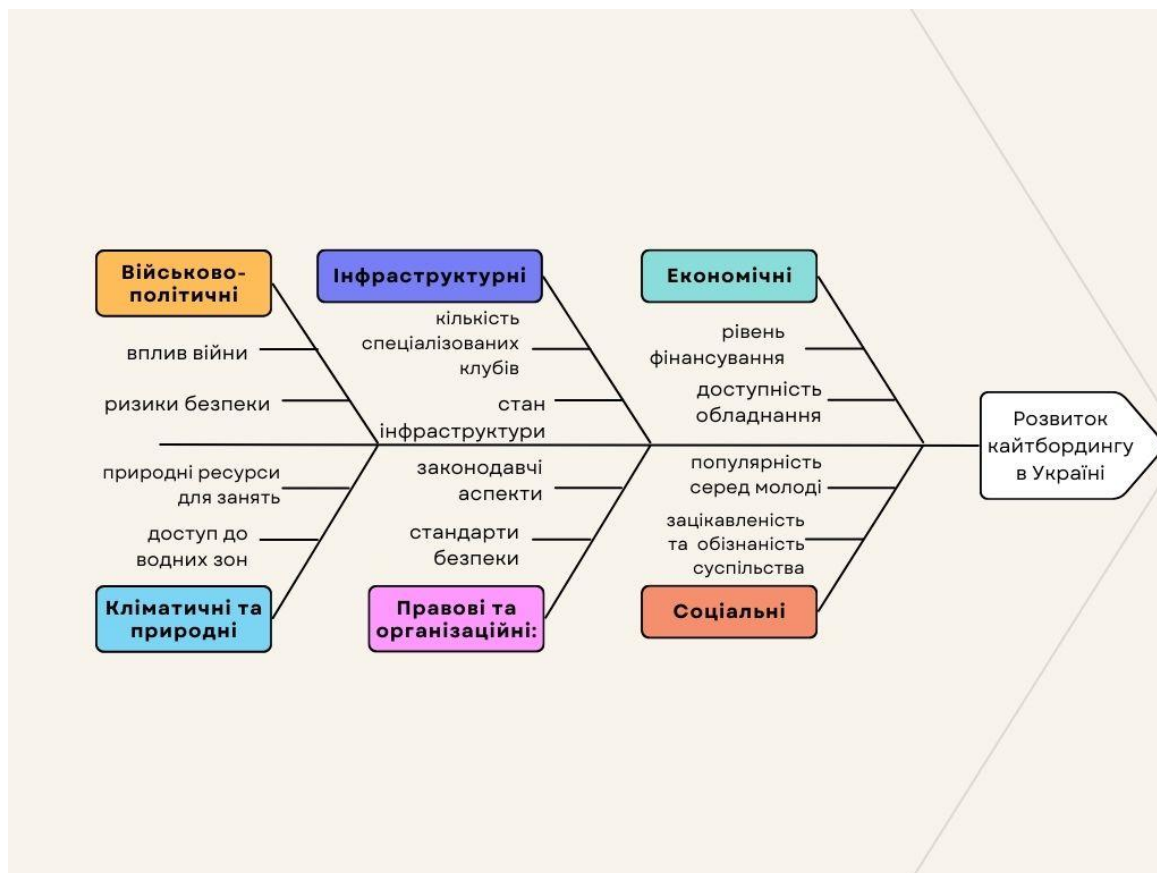 Військово-
політичні
вплив війни
ризики безпеки
Інфраструктурні
кількість
спеціалізованих
клубів
стан
інфраструктури
Економічні
рівень
фінансування
доступність
обладнання
Розвиток
кайтбордингу
в Україні
природні ресурси
для занять
доступ до
водних зон
Кліматичні та
природні
законодавчі
аспекти
стандарти
безпеки
Правові та
організаційні:
популярність
серед молоді
зацікавленість
та обізнаність
суспільства
Соціальні